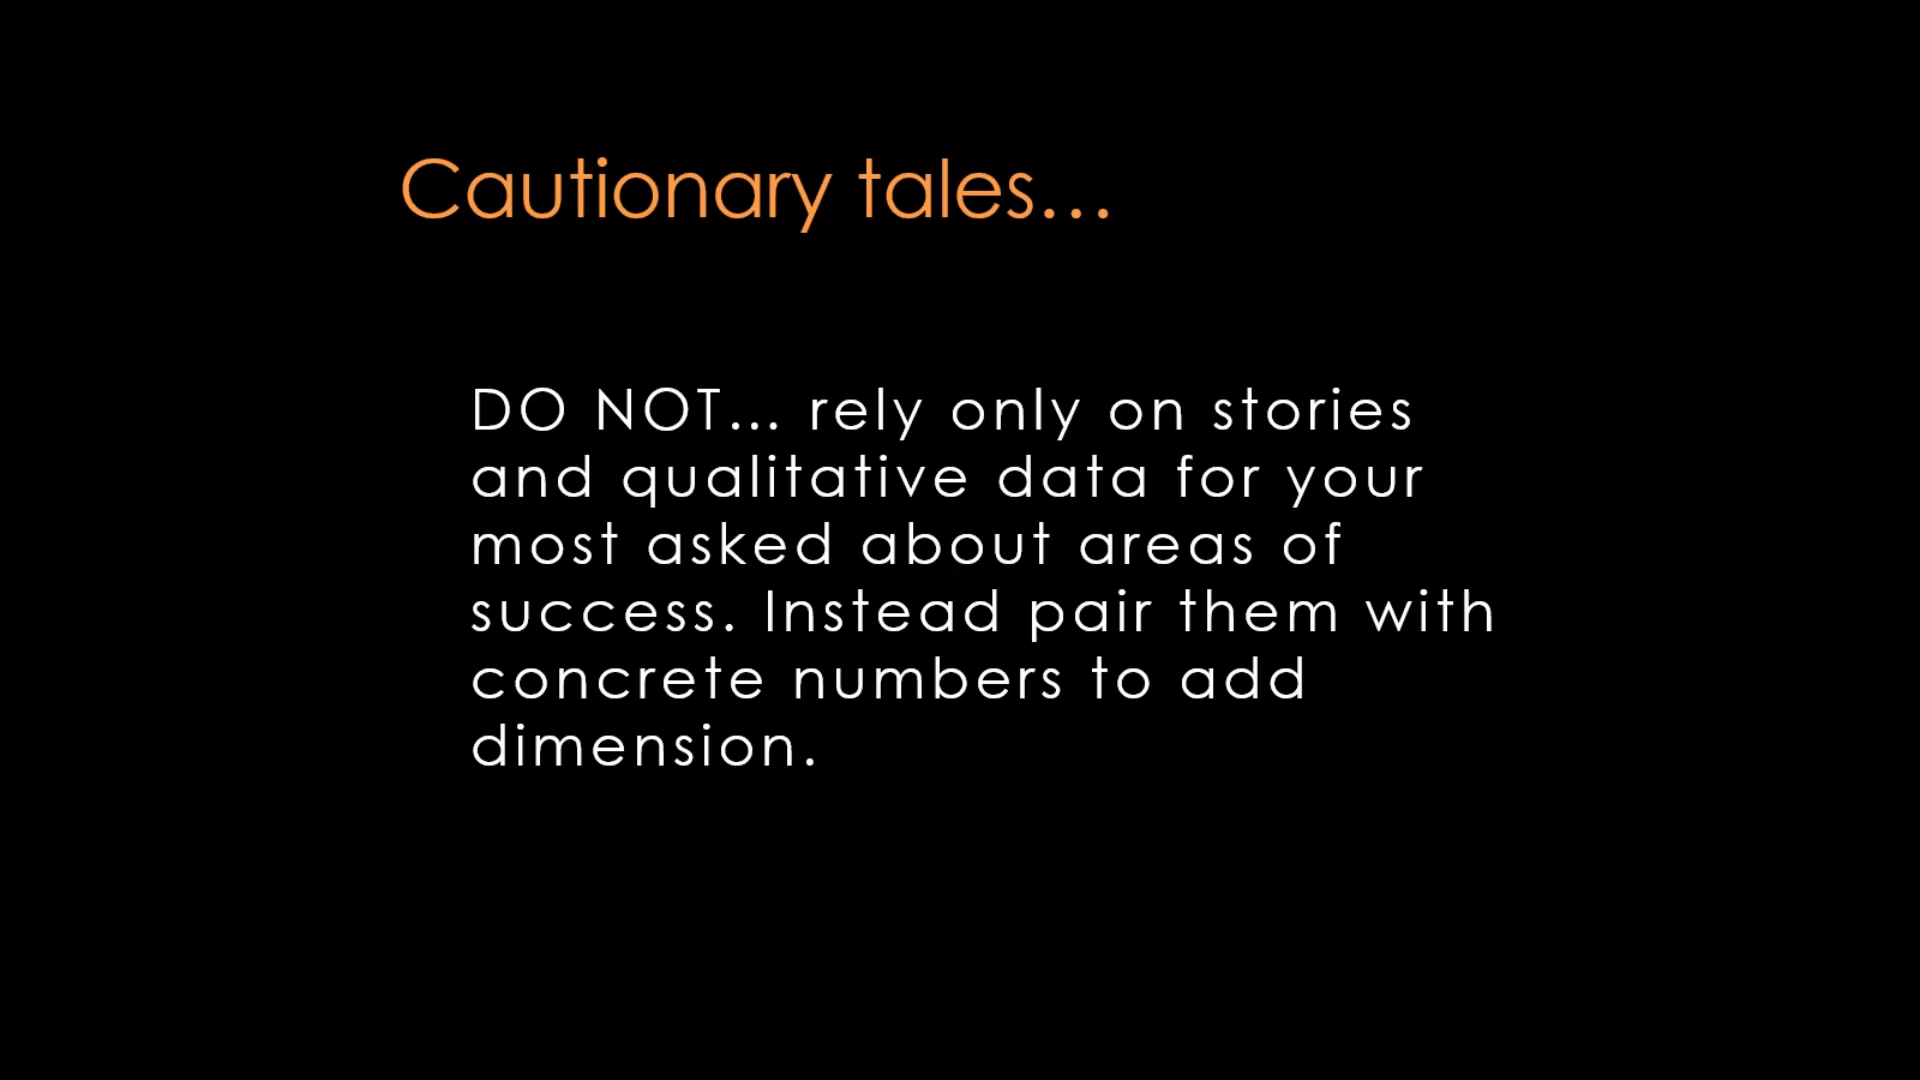 Cautionary tales...
DO NOT... rely only on stories
and qualitative data for your
most asked about areas of
success. Instead pair them with
concrete numbers to add
dimension.